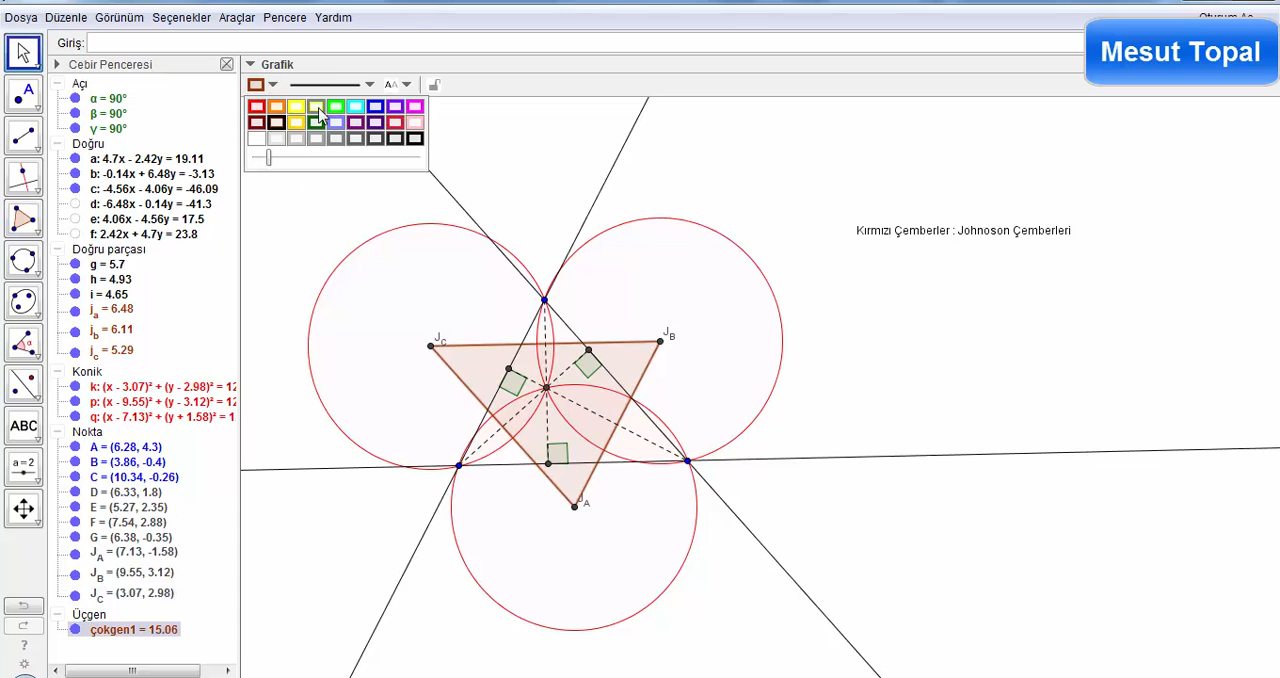 Dosya Düzenle Görünüm Seçenekler Araçlar Pencere Yardım
Mesut Topal
Giriş:
Cebir Penceresi
Grafik
AA
Açı
α = 90°
β = 90°
γ = 90°
Doğru
a: 4.7x - 2.42y = 19.11
b: -0.14x + 6.48y = -3.13
c: -4.56x - 4.06y = -46.09
d: -6.48x - 0.14y = -41.3
e: 4.06x - 4.56y = 17.5
f: 2.42x + 4.7y = 23.8
Doğru parçası
g = 5.7
h = 4.93
i = 4.65
ja = 6.48
jb = 6.11
jc = 5.29
Konik
k: (x - 3.07)² + (y - 2.98)² = 12
p: (x - 9.55)² + (y - 3.12)² = 12
q: (x - 7.13)² + (y + 1.58)² = 1
Nokta
A = (6.28, 4.3)
B = (3.86, -0.4)
C = (10.34, -0.26)
D = (6.33, 1.8)
E = (5.27, 2.35)
F = (7.54, 2.88)
G = (6.38, -0.35)
JA = (7.13, -1.58)
JB = (9.55, 3.12)
JC = (3.07, 2.98)
Üçgen
çokgen1 = 15.06
A
α
ABC
a=2
?
Kırmızı Çemberler : Johnoson Çemberleri
JC
JB
JA